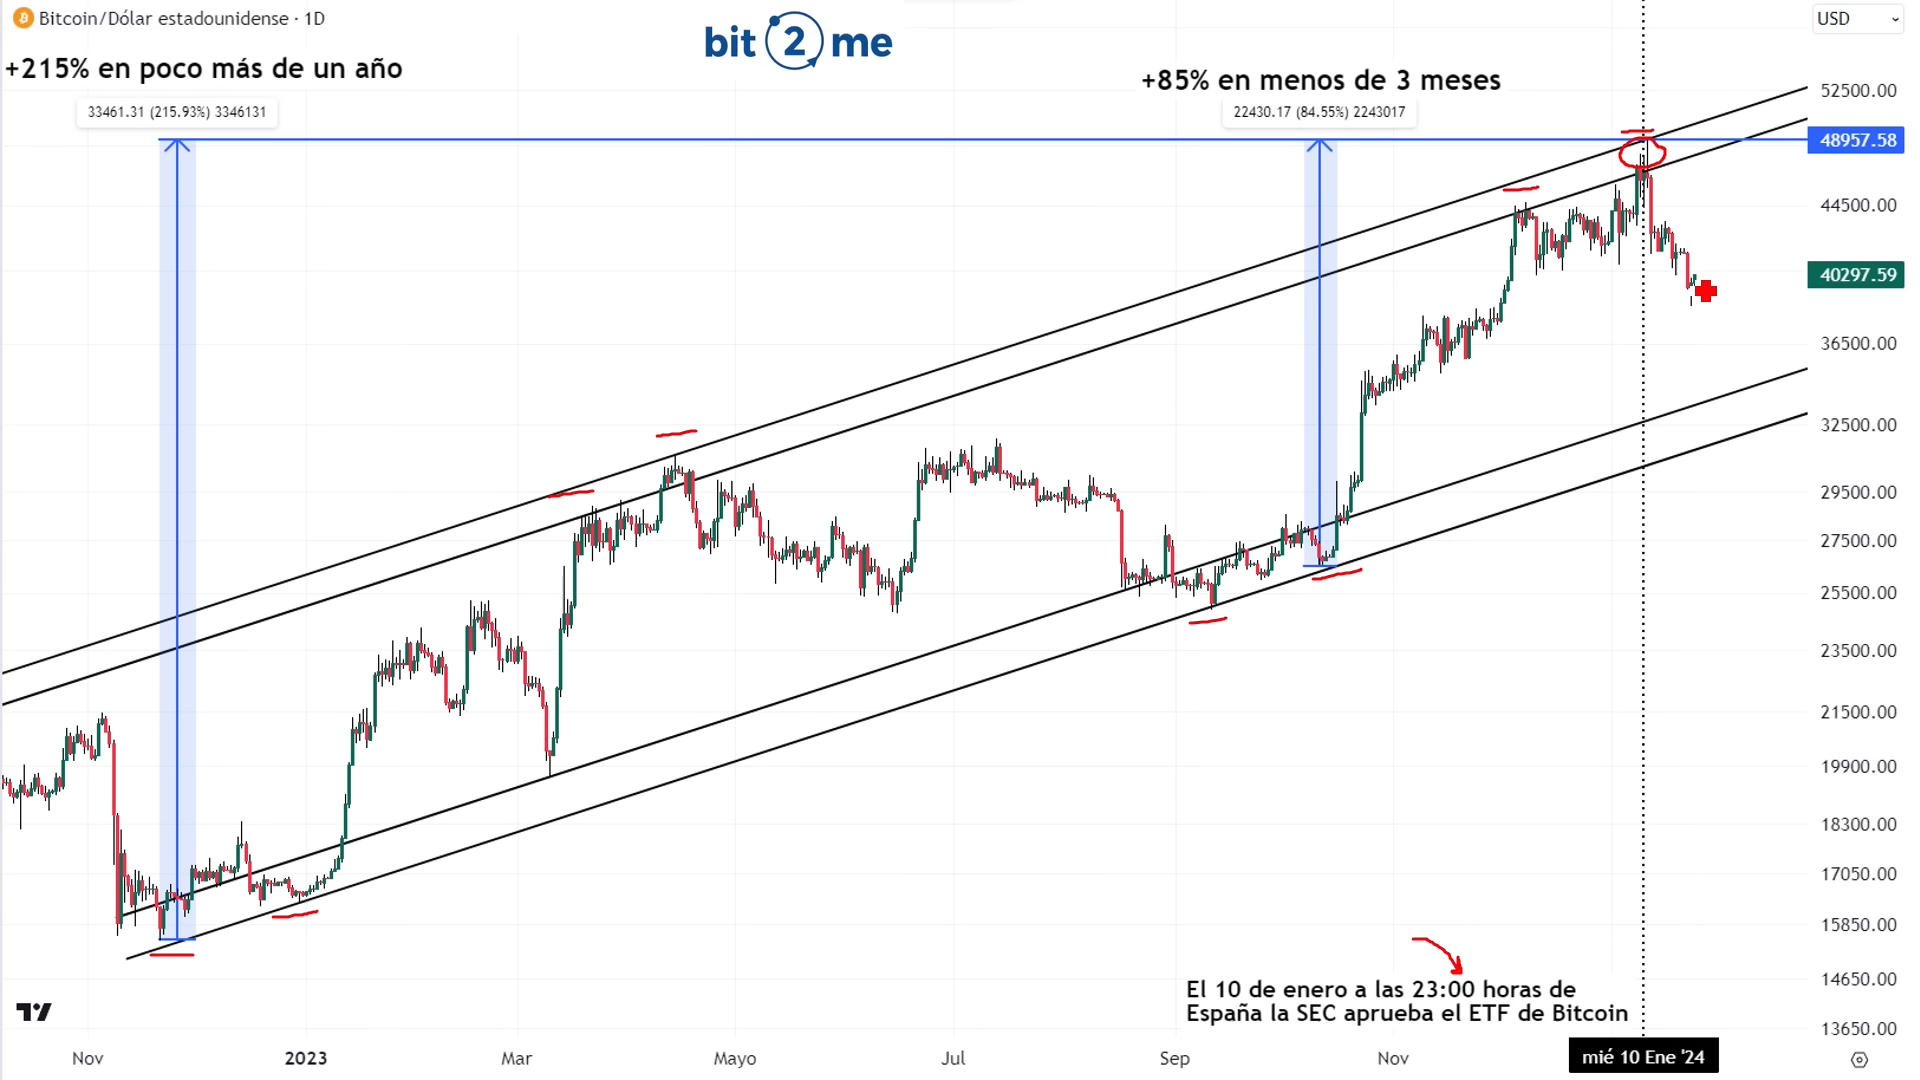 Bitcoin/Dólar estadounidense · 1D
bit 2 me
USD
+215% en poco más de un año
+85% en menos de 3 meses
33461.31 (215.93%) 3346131
22430.17 (84.55%) 2243017
52500.00
48957.58
44500.00
40297.59
36500.00
32500.00
29500.00
27500.00
25500.00
23500.00
21500.00
19900.00
18300.00
17050.00
15850.00
14650.00
13650.00
El 10 de enero a las 23:00 horas de
España la SEC aprueba el ETF de Bitcoin
Nov 2023 Mar Mayo Jul Sep Nov mié 10 Ene '24